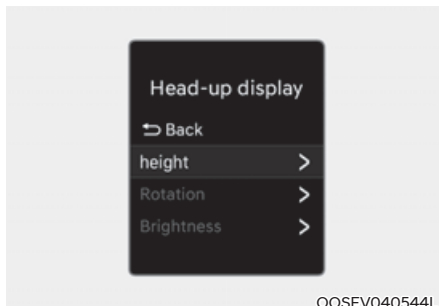 Head-up display
Back
height
Rotation
Brightness
OOSEV040544L